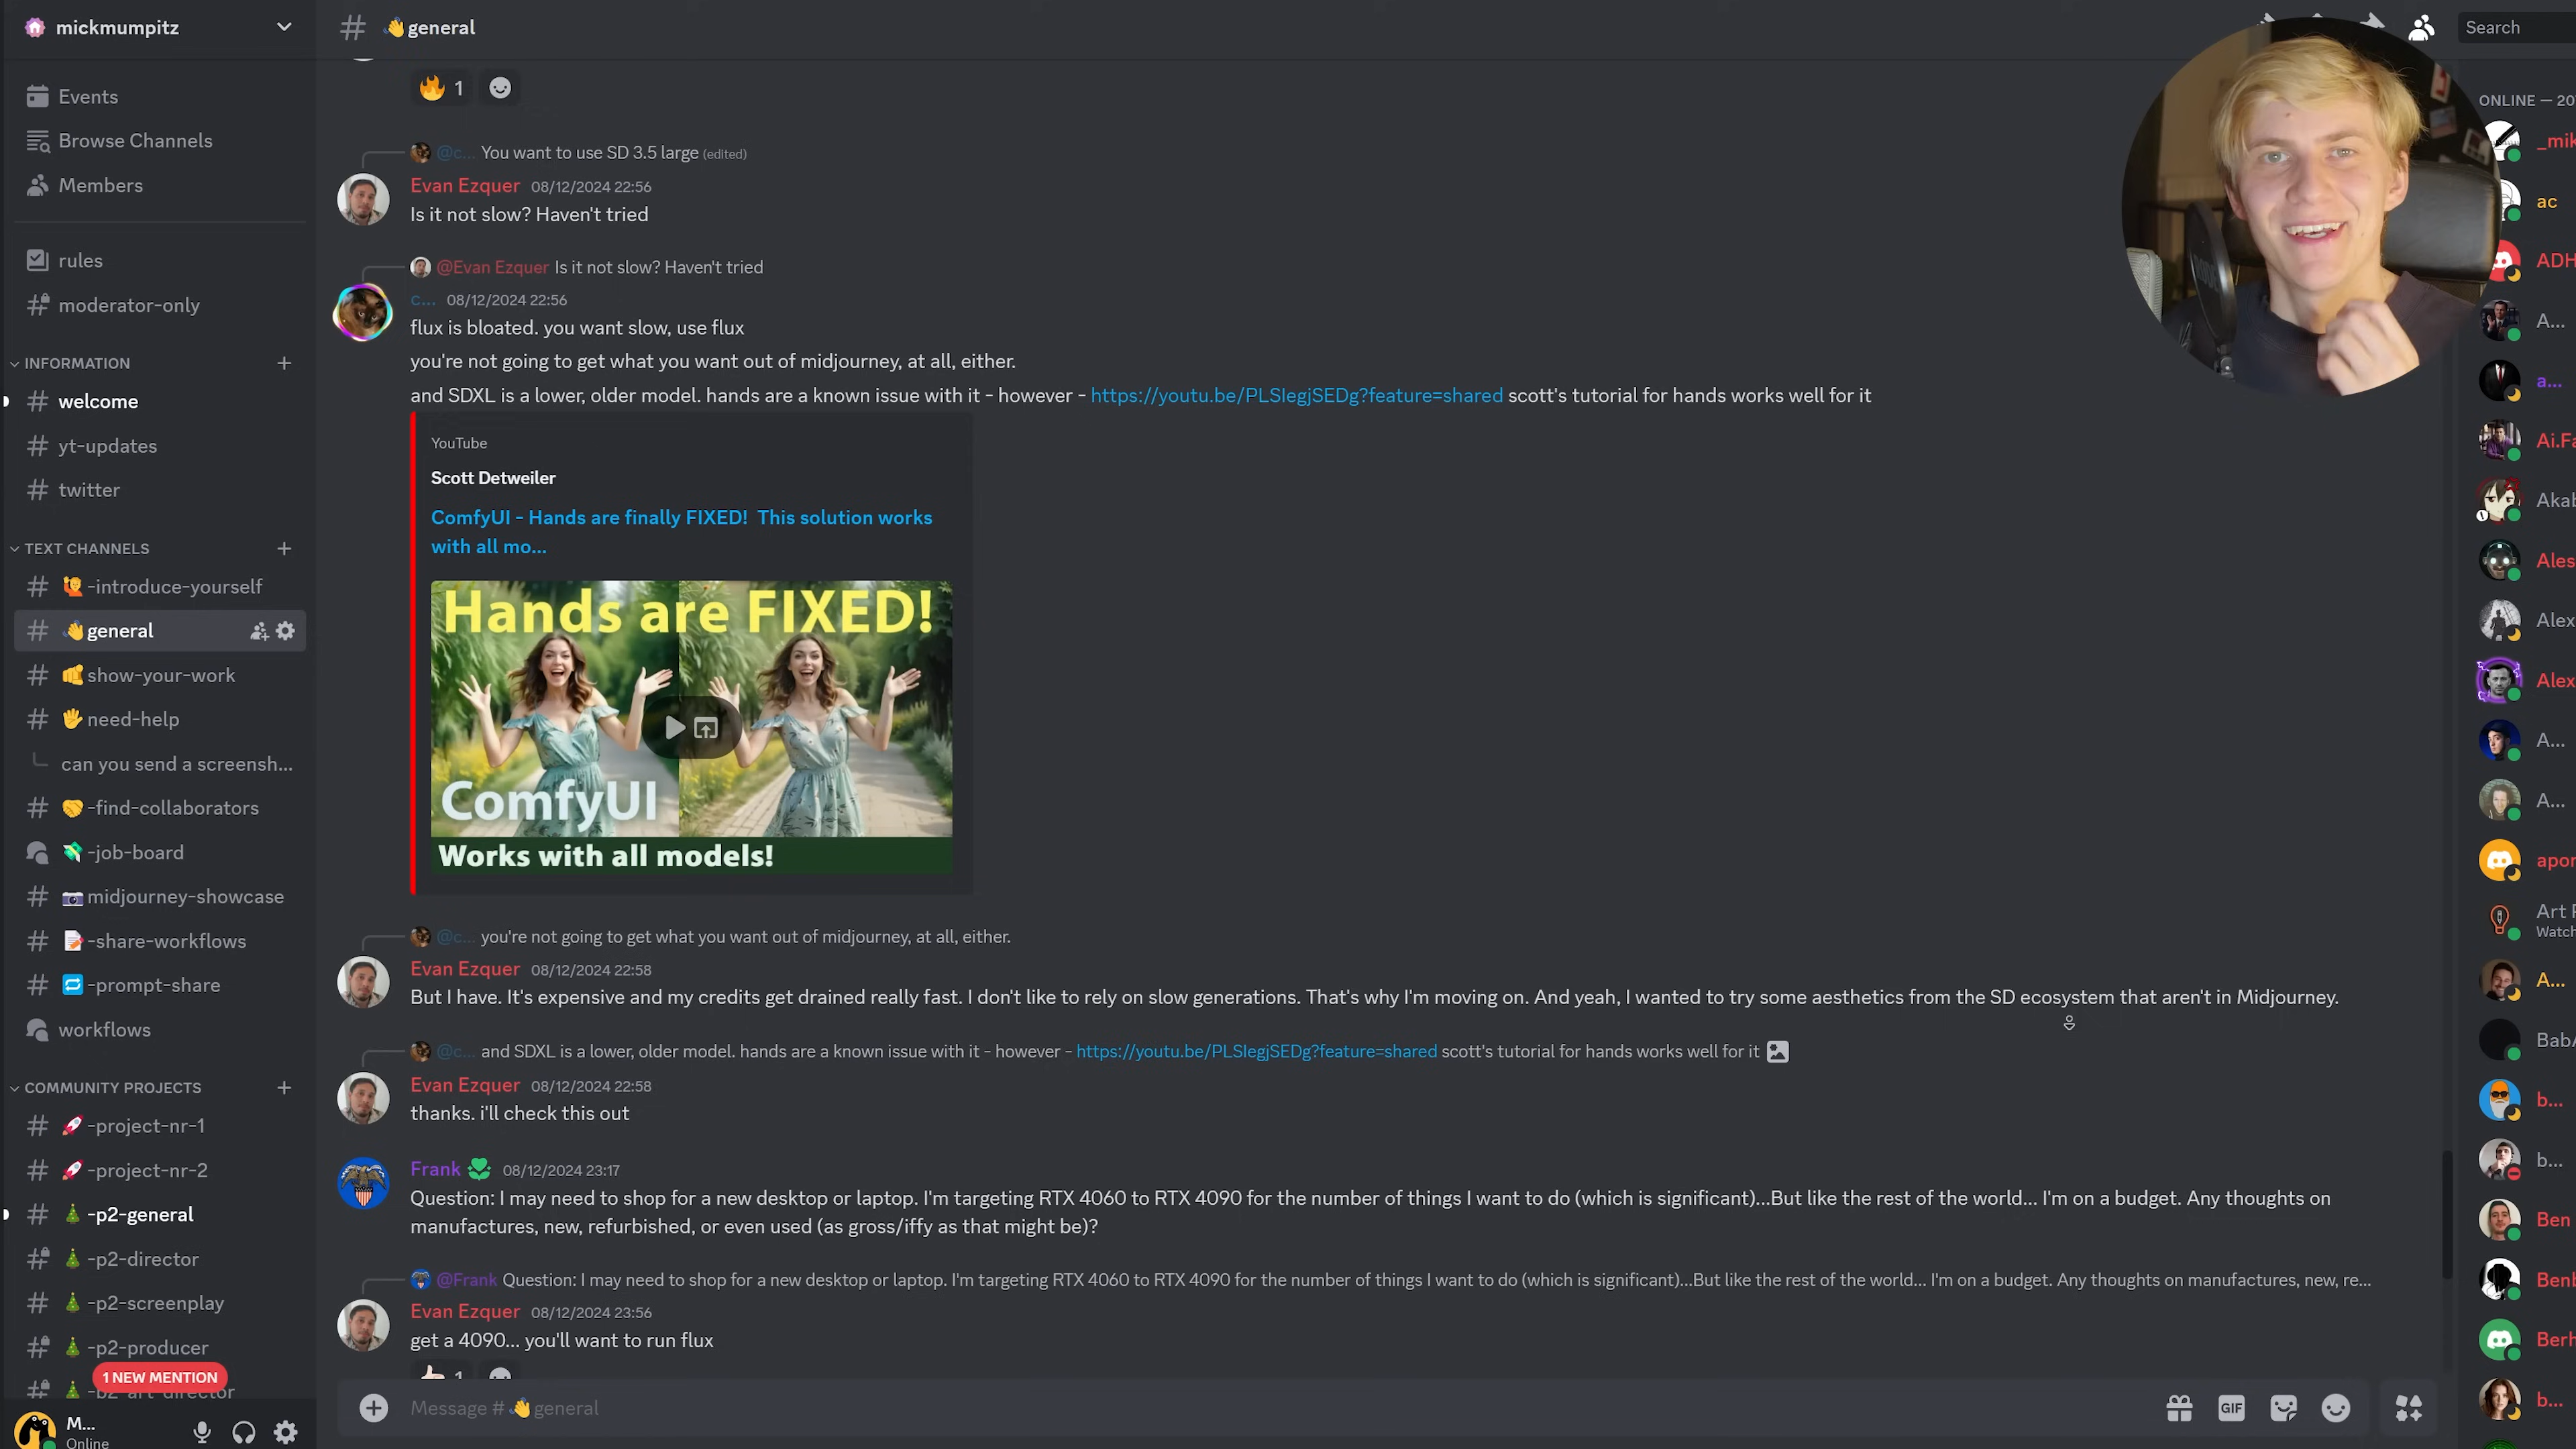 mickmumpitz
Events
Browse Channels
Members
rules
moderator-only
INFORMATION
welcome
yt-updates
twitter
TEXT CHANNELS
-introduce-yourself
general
show-your-work
need-help
can you send a screensh...
-find-collaborators
-job-board
midjourney-showcase
-share-workflows
-prompt-share
workflows
COMMUNITY PROJECTS
-project-nr-1
-project-nr-2
-p2-general
-p2-director
-p2-screenplay
-p2-producer
1 NEW MENTION
M...
Online
general
Search
1
@c... You want to use SD 3.5 large (edited)
Evan Ezquer 08/12/2024 22:56
Is it not slow? Haven't tried
@Evan Ezquer Is it not slow? Haven't tried
c... 08/12/2024 22:56
flux is bloated. you want slow, use flux
you're not going to get what you want out of midjourney, at all, either.
and SDXL is a lower, older model. hands are a known issue with it - however - https://youtu.be/PLSIegjSEDg?feature=shared scott's tutorial for hands works well for it
YouTube
Scott Detweiler
ComfyUI - Hands are finally FIXED! This solution works
with all mo...
Hands are FIXED!
ComfyUI
Works with all models!
@c... you're not going to get what you want out of midjourney, at all, either.
Evan Ezquer 08/12/2024 22:58
But I have. It's expensive and my credits get drained really fast. I don't like to rely on slow generations. That's why I'm moving on. And yeah, I wanted to try some aesthetics from the SD ecosystem that aren't in Midjourney.
@c... and SDXL is a lower, older model. hands are a known issue with it - however - https://youtu.be/PLSIegjSEDg?feature=shared scott's tutorial for hands works well for it
Evan Ezquer 08/12/2024 22:58
thanks. i'll check this out
Frank 08/12/2024 23:17
Question: I may need to shop for a new desktop or laptop. I'm targeting RTX 4060 to RTX 4090 for the number of things I want to do (which is significant)...But like the rest of the world... I'm on a budget. Any thoughts on
manufactures, new, refurbished, or even used (as gross/iffy as that might be)?
@Frank Question: I may need to shop for a new desktop or laptop. I'm targeting RTX 4060 to RTX 4090 for the number of things I want to do (which is significant)...But like the rest of the world... I'm on a budget. Any thoughts on manufactures, new, re...
Evan Ezquer 08/12/2024 23:56
get a 4090... you'll want to run flux
1
Message # general
GIF
ONLINE — 20
_mik
ac
ADH
A...
a...
Ai.Fa
Akab
Ales
Alex
Alex
A...
A...
apor
Art
Watch
A...
BabA
b...
b...
Ben
Benb
Berh
b...